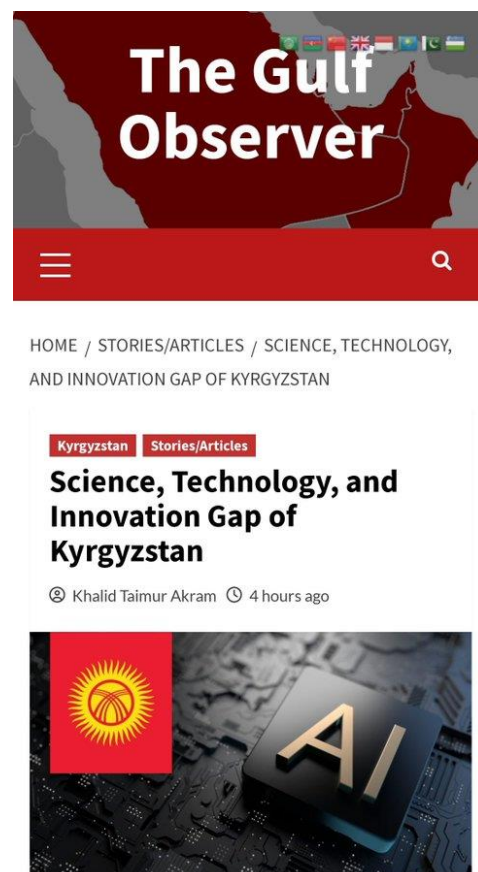 The Gulf
Observer
HOME / STORIES/ARTICLES / SCIENCE, TECHNOLOGY,
AND INNOVATION GAP OF KYRGYZSTAN
Kyrgyzstan Stories/Articles
Science, Technology, and
Innovation Gap of
Kyrgyzstan
Khalid Taimur Akram 4 hours ago
AI